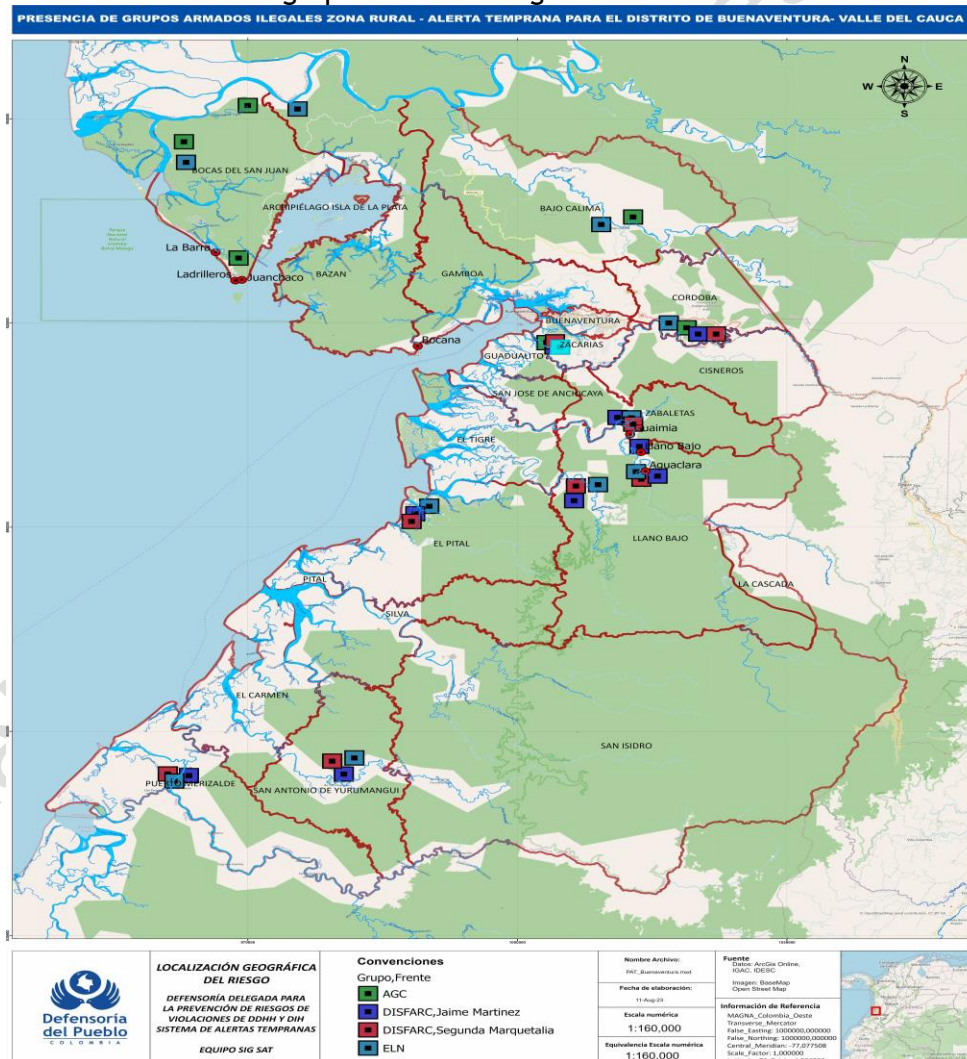 PRESENCIA DE GRUPOS ARMADOS ILEGALES ZONA RURAL - ALERTA TEMPRANA PARA EL DISTRITO DE BUENAVENTURA- VALLE DEL CAUCA
N
W E
S
BOCAS DEL SAN JUAN
ARCHIPIÉLAGO ISLA DE LA PLATA
BAJO CALIMA
La Barra
Ladrilleros
Juanchaco
BAZAN
GAMBOA
CORDOBA
BUENAVENTURA
Bocana
ZACARIAS
GUADUALITO
CISNEROS
SAN JOSE DE ANCHICAYA
ZABALETAS
EL TIGRE
Aguaclara
EL PITAL
LLANO BAJO
LA CASCADA
PITAL
SILVA
EL CARMEN
SAN ISIDRO
SAN ANTONIO DE YURUMANGUI
Defensoría
del Pueblo
COLOMBIA
LOCALIZACIÓN GEOGRÁFICA
DEL RIESGO
DEFENSORÍA DELEGADA PARA
LA PREVENCIÓN DE RIESGOS DE
VIOLACIONES DE DDHH Y DIH
SISTEMA DE ALERTAS TEMPRANAS
EQUIPO SIG SAT
Convenciones
Grupo,Frente
AGC
DISFARC,Jaime Martinez
DISFARC,Segunda Marquetalia
ELN
Nombre Archivo:
PAT_Buenaventura.mxd
Fecha de elaboración:
11-Aug-23
Escala numérica
1:160,000
Equivalencia Escala numérica
1:160,000
Fuente
Datos: ArcGis Online,
IGAC, IDESC
Imagen: BaseMap
Open Street Map
Información de Referencia
MAGNA_Colombia_Oeste
Transverse_Mercator
False_Easting: 1000000,000000
False_Northing: 1000000,000000
Central_Meridian: -77,077508
Scale_Factor: 1,000000